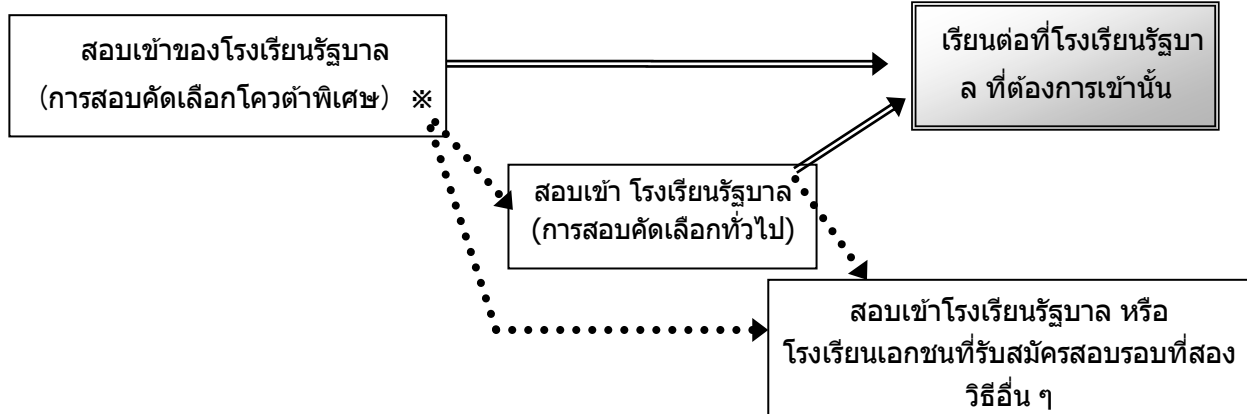 สอบเข้าของโรงเรียนรัฐบาล
(การสอบคัดเลือกโควต้าพิเศษ) ※
เรียนต่อที่โรงเรียนรัฐบา
ล ที่ต้องการเข้านั้น
สอบเข้า โรงเรียนรัฐบาล
(การสอบคัดเลือกทั่วไป)
สอบเข้าโรงเรียนรัฐบาล หรือ
โรงเรียนเอกชนที่รับสมัครสอบรอบที่สอง
วิธีอื่น ๆ